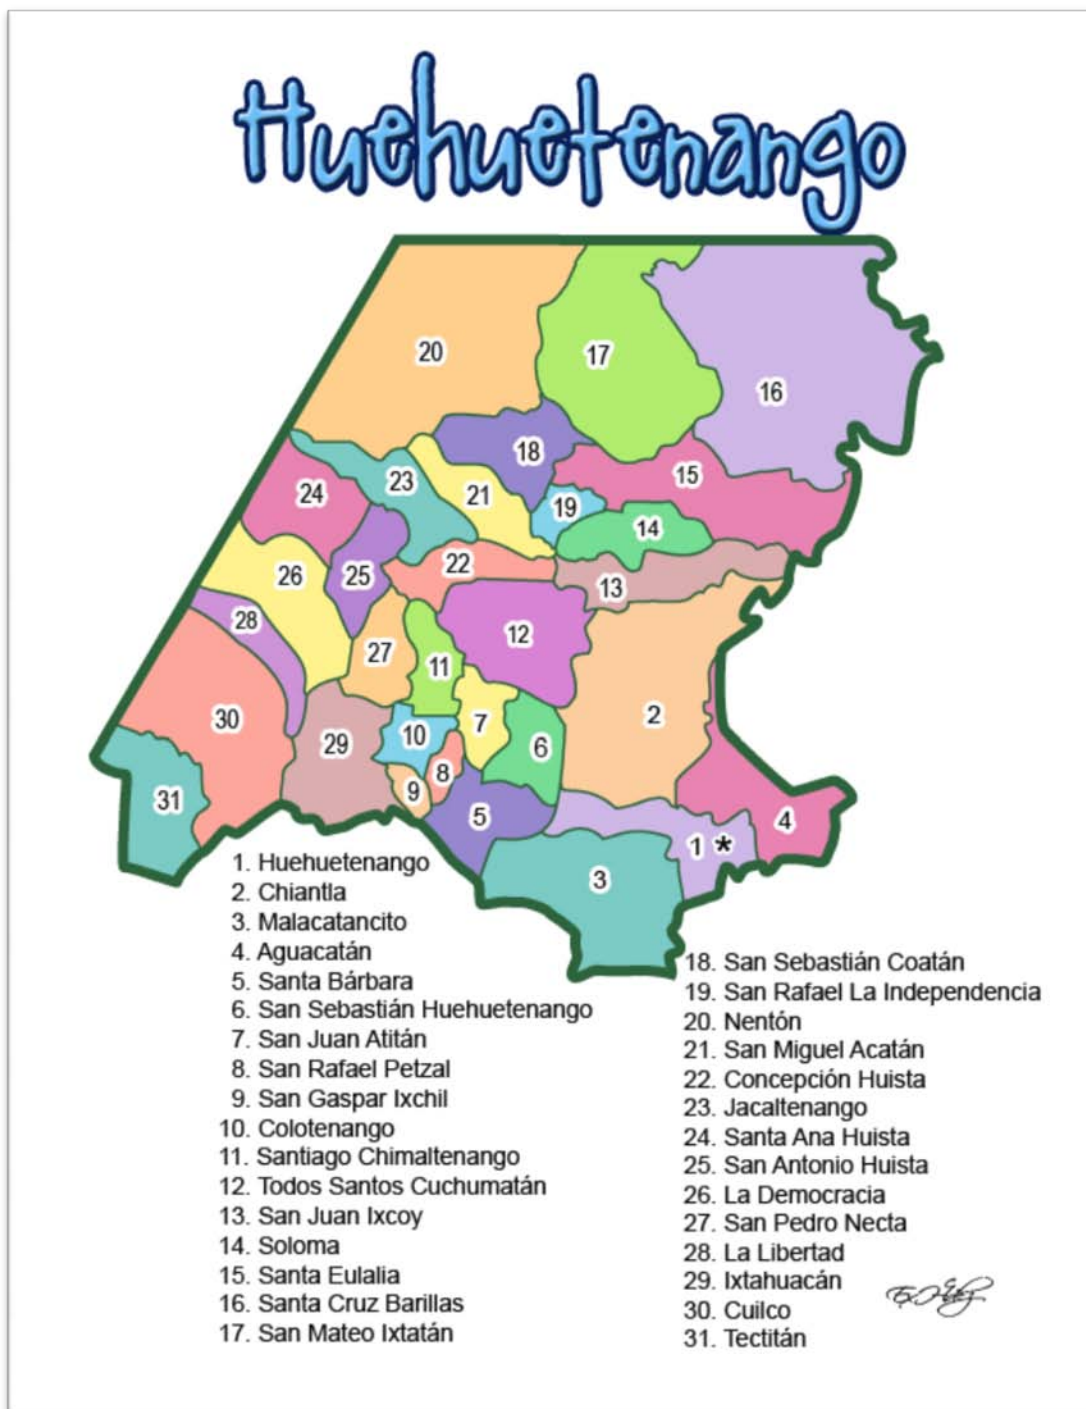 Huehuetenango
20
17
16
18
15
23
24
21
19
14
22
26
25
13
28
12
27
11
2
30
10
7
29
6
8
9
31
5
4
1 *
3
1. Huehuetenango
2. Chiantla
3. Malacatancito
4. Aguacatán
5. Santa Bárbara
6. San Sebastián Huehuetenango
7. San Juan Atitán
8. San Rafael Petzal
9. San Gaspar Ixchil
10. Colotenango
11. Santiago Chimaltenango
12. Todos Santos Cuchumatán
13. San Juan Ixcoy
14. Soloma
15. Santa Eulalia
16. Santa Cruz Barillas
17. San Mateo Ixtatán
18. San Sebastián Coatán
19. San Rafael La Independencia
20. Nentón
21. San Miguel Acatán
22. Concepción Huista
23. Jacaltenango
24. Santa Ana Huista
25. San Antonio Huista
26. La Democracia
27. San Pedro Necta
28. La Libertad
29. Ixtahuacán
30. Cuilco
31. Tectitán